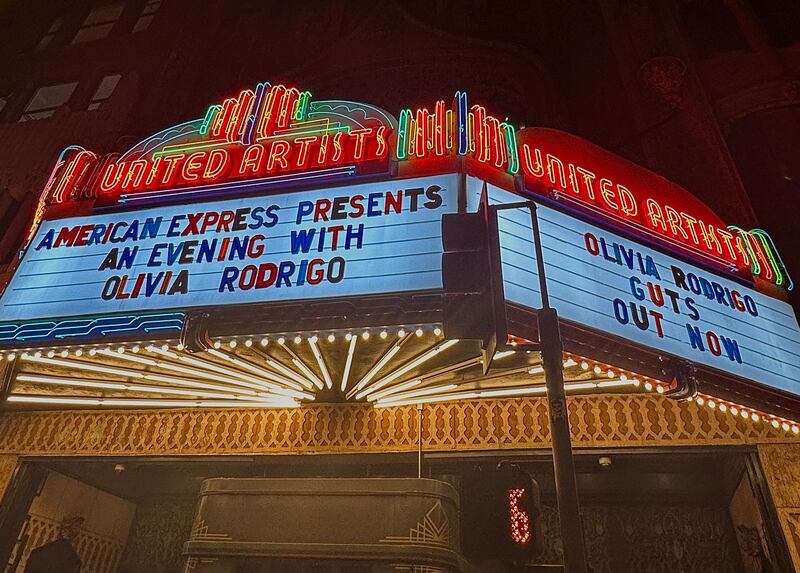 UNITED ARTISTS
AMERICAN EXPRESS PRESENTS
AN EVENING WITH
OLIVIA RODRIGO
UNITED ARTISTS
OLIVIA RODRIGO
GUTS
OUT NOW
6